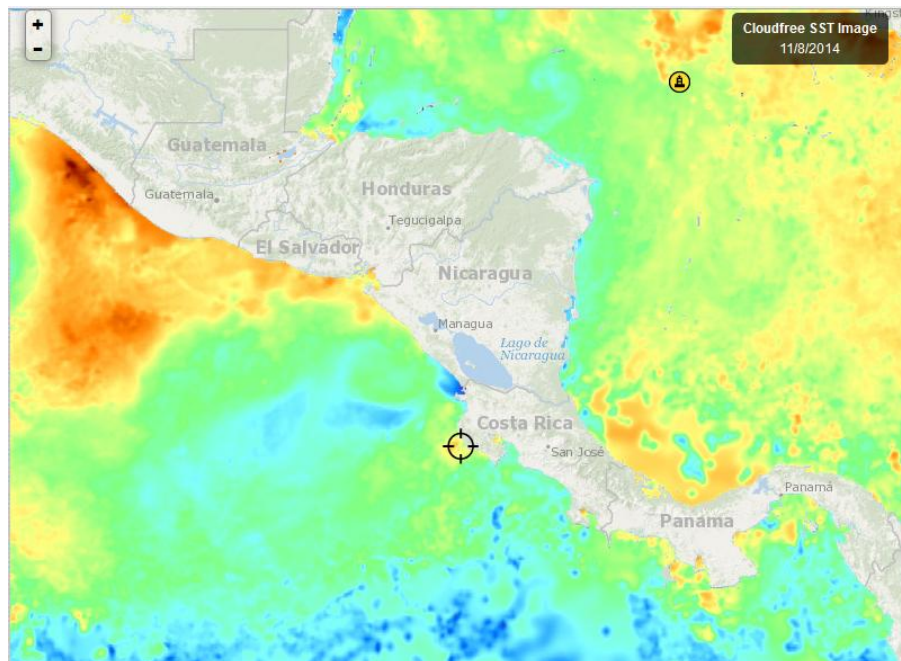 +
-
Cloudfree SST Image
11/8/2014
Guatemala
Guatemala
Honduras
Tegucigalpa
El Salvador
Nicaragua
Managua
Lago de
Nicaragua
Costa Rica
San José
Panamá
Panama